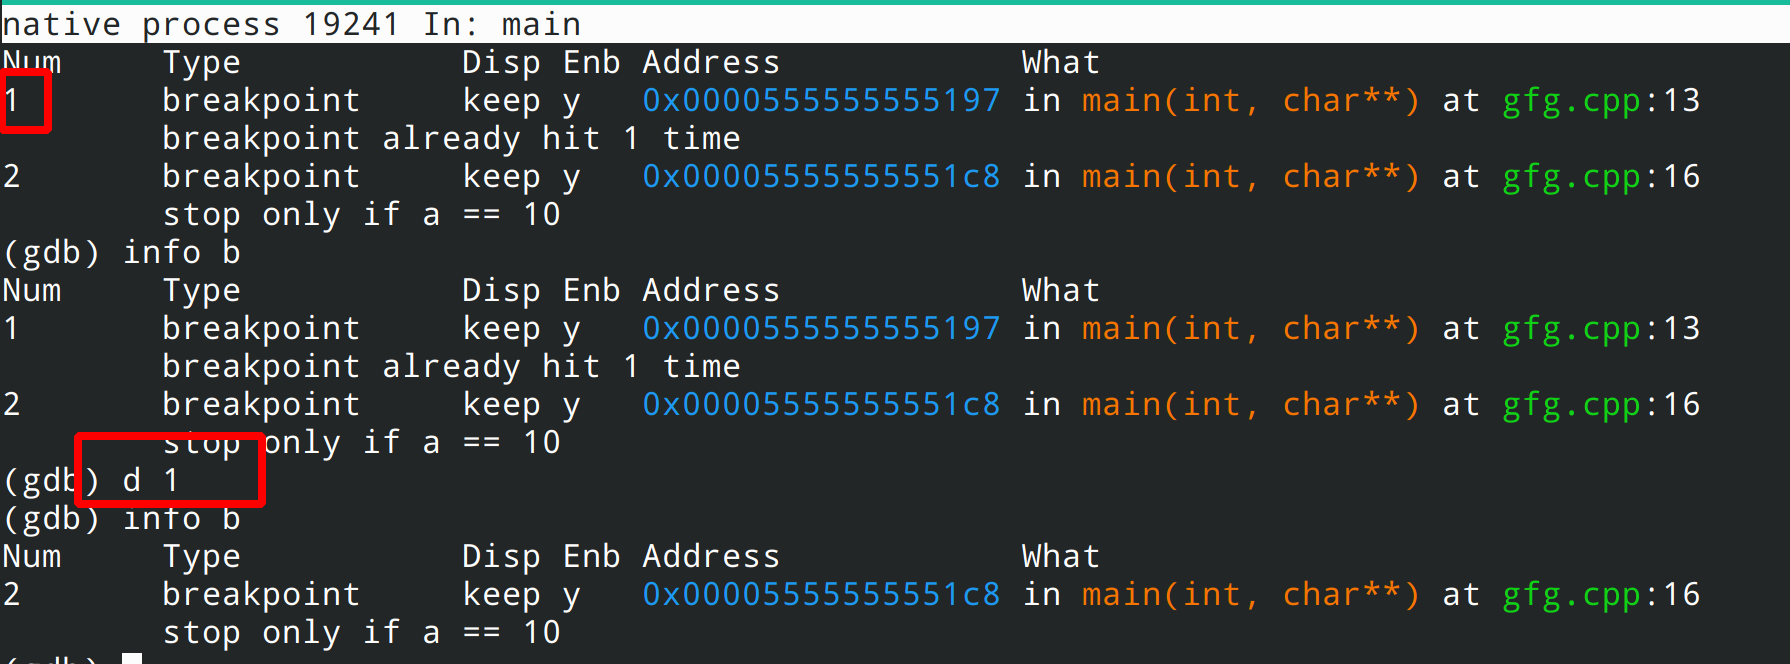 native process 19241 In: main
Num     Type           Disp Enb Address            What
1       breakpoint     keep y   0x0000555555555197 in main(int, char**) at gfg.cpp:13
        breakpoint already hit 1 time
2       breakpoint     keep y   0x00005555555551c8 in main(int, char**) at gfg.cpp:16
        stop only if a == 10
(gdb) info b
Num     Type           Disp Enb Address            What
1       breakpoint     keep y   0x0000555555555197 in main(int, char**) at gfg.cpp:13
        breakpoint already hit 1 time
2       breakpoint     keep y   0x00005555555551c8 in main(int, char**) at gfg.cpp:16
        stop only if a == 10
(gdb) d 1
(gdb) info b
Num     Type           Disp Enb Address            What
2       breakpoint     keep y   0x00005555555551c8 in main(int, char**) at gfg.cpp:16
        stop only if a == 10
(gdb)